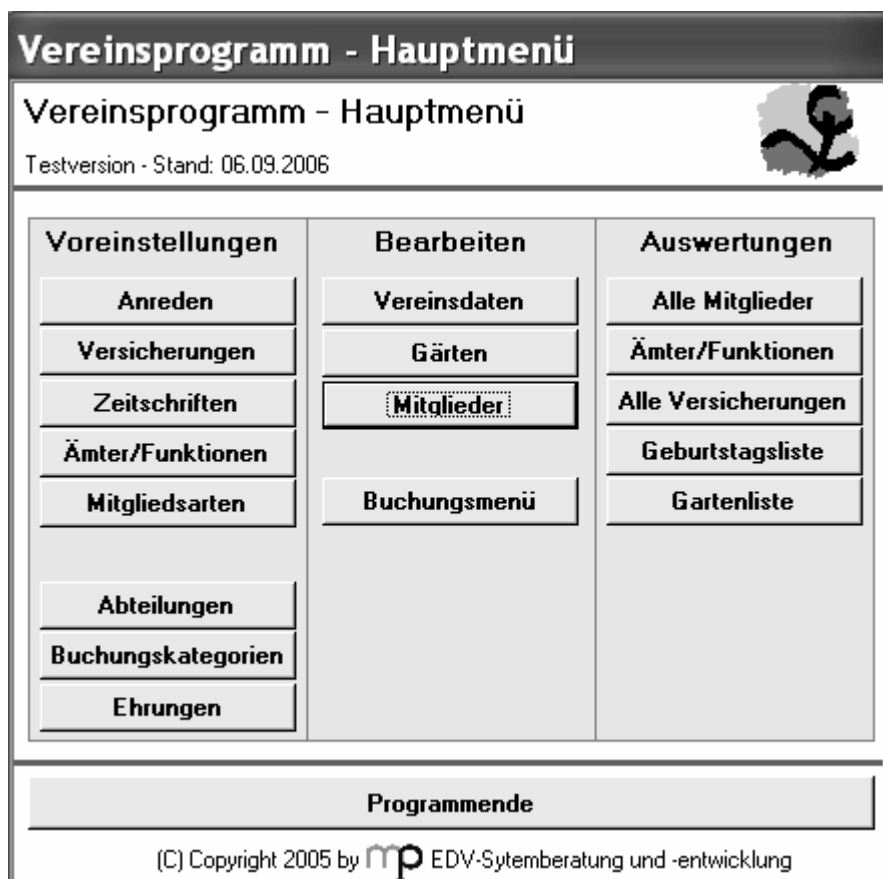 Vereinsprogramm - Hauptmenü
Vereinsprogramm - Hauptmenü
Testversion - Stand: 06.09.2006
Voreinstellungen
Anreden
Versicherungen
Zeitschriften
Ämter/Funktionen
Mitgliedsarten
Abteilungen
Buchungskategorien
Ehrungen
Bearbeiten
Vereinsdaten
Gärten
Mitglieder
Buchungsmenü
Auswertungen
Alle Mitglieder
Ämter/Funktionen
Alle Versicherungen
Geburtstagsliste
Gartenliste
Programmende
(C) Copyright 2005 by mp EDV-Sytemberatung und -entwicklung